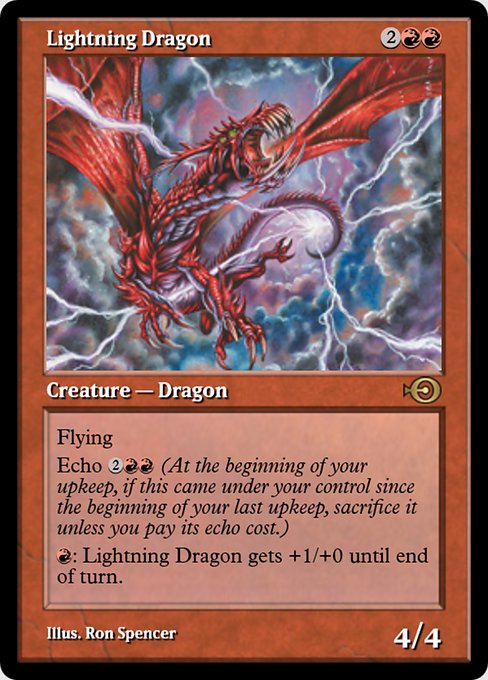 Lightning Dragon 2
Creature — Dragon
Flying
Echo 2 (At the beginning of your
upkeep, if this came under your control since
the beginning of your last upkeep, sacrifice it
unless you pay its echo cost.)
: Lightning Dragon gets +1/+0 until end
of turn.
Illus. Ron Spencer 4/4